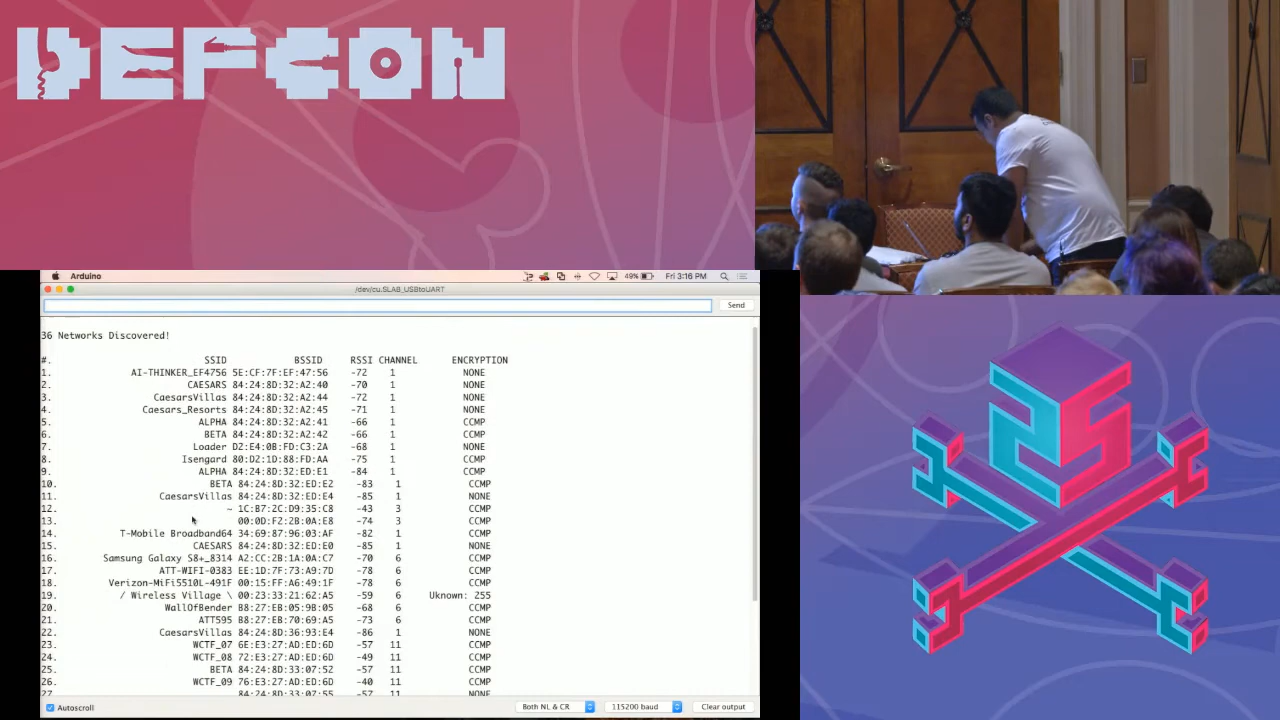 DEFCON
Arduino
49%
Fri 3:16 PM
/dev/cu.SLAB_USBtoUART
Send
36 Networks Discovered!
#. SSID BSSID RSSI CHANNEL ENCRYPTION
1. AI-THINKER_EF4756 5E:CF:7F:EF:47:56 -72 1 NONE
2. CAESARS 84:24:8D:32:A2:40 -70 1 NONE
3. CaesarsVillas 84:24:8D:32:A2:44 -72 1 NONE
4. Caesars_Resorts 84:24:8D:32:A2:45 -71 1 NONE
5. ALPHA 84:24:8D:32:A2:41 -66 1 CCMP
6. BETA 84:24:8D:32:A2:42 -66 1 CCMP
7. Loader D2:E4:0B:FD:C3:2A -68 1 NONE
8. Isengard 80:D2:1D:88:FD:AA -75 1 CCMP
9. ALPHA 84:24:8D:32:ED:E1 -84 1 CCMP
10. BETA 84:24:8D:32:ED:E2 -83 1 CCMP
11. CaesarsVillas 84:24:8D:32:ED:E4 -85 1 NONE
12. ~ 1C:B7:2C:D9:35:C8 -43 3 CCMP
13. 00:0D:F2:2B:0A:E8 -74 3 CCMP
14. T-Mobile Broadband64 34:69:87:96:03:AF -82 1 CCMP
15. CAESARS 84:24:8D:32:ED:E0 -85 1 NONE
16. Samsung Galaxy S8+_8314 A2:CC:2B:1A:0A:C7 -70 6 CCMP
17. ATT-WIFI-0383 EE:1D:7F:73:A9:7D -78 6 CCMP
18. Verizon-MiFi5510L-491F 00:15:FF:A6:49:1F -78 6 CCMP
19. / Wireless Village \ 00:23:33:21:62:A5 -59 6 Uknown: 255
20. WallOfBender B8:27:EB:05:9B:05 -68 6 CCMP
21. ATT595 B8:27:EB:70:69:A5 -73 6 CCMP
22. CaesarsVillas 84:24:8D:36:93:E4 -86 1 NONE
23. WCTF_07 6E:E3:27:AD:ED:6D -57 11 CCMP
24. WCTF_08 72:E3:27:AD:ED:6D -49 11 CCMP
25. BETA 84:24:8D:33:07:52 -57 11 CCMP
26. WCTF_09 76:E3:27:AD:ED:6D -40 11 CCMP
27. 84:24:8D:33:07:55 -57 11 NONE
Autoscroll
Both NL & CR
115200 baud
Clear output